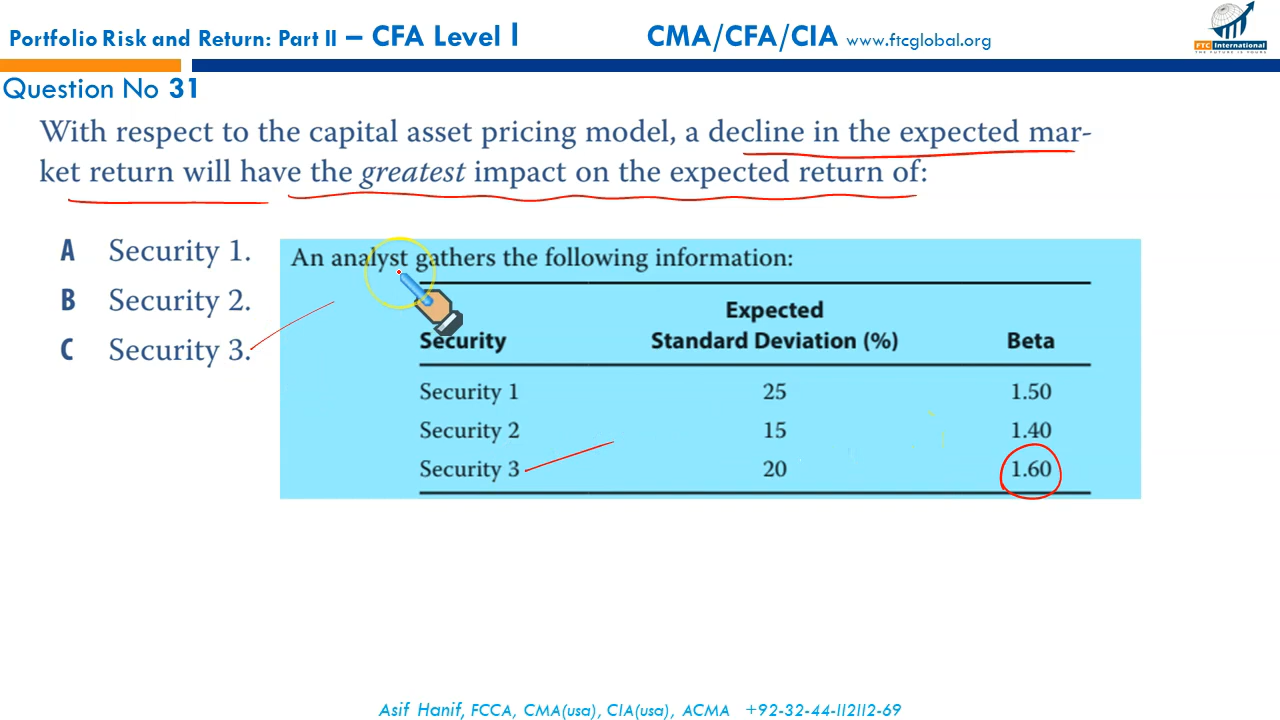 Portfolio Risk and Return: Part II – CFA Level I CMA/CFA/CIA www.ftcglobal.org
FTC International
THE FUTURE IS YOURS
Question No 31
With respect to the capital asset pricing model, a decline in the expected mar-
ket return will have the greatest impact on the expected return of:
A Security 1.
B Security 2.
C Security 3.
An analyst gathers the following information:
Expected
Security Standard Deviation (%) Beta
Security 1 25 1.50
Security 2 15 1.40
Security 3 20 1.60
Asif Hanif, FCCA, CMA(usa), CIA(usa), ACMA +92-32-44-112112-69